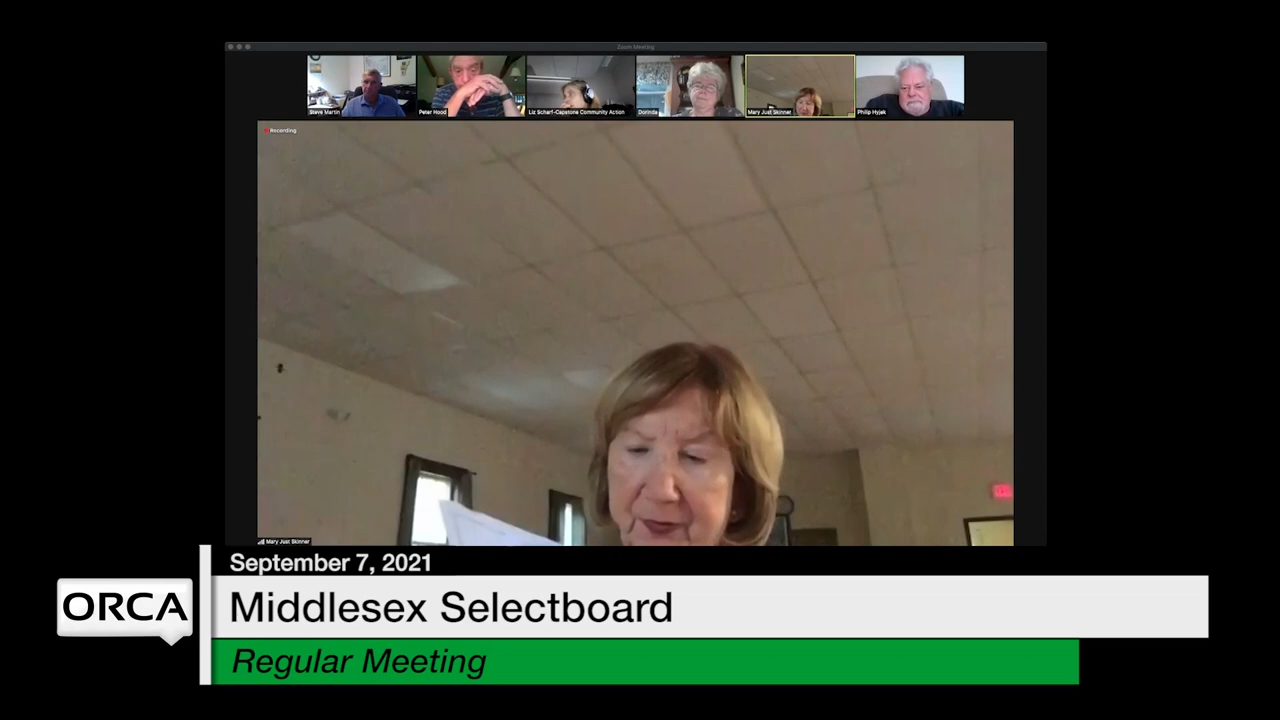 Zoom Meeting
Steve Martin
Peter Hood
Liz Scharf-Capstone Community Action
Dorinda
Mary Just Skinner
Philip Hyjek
Recording
Mary Just Skinner
September 7, 2021
ORCA
Middlesex Selectboard
Regular Meeting